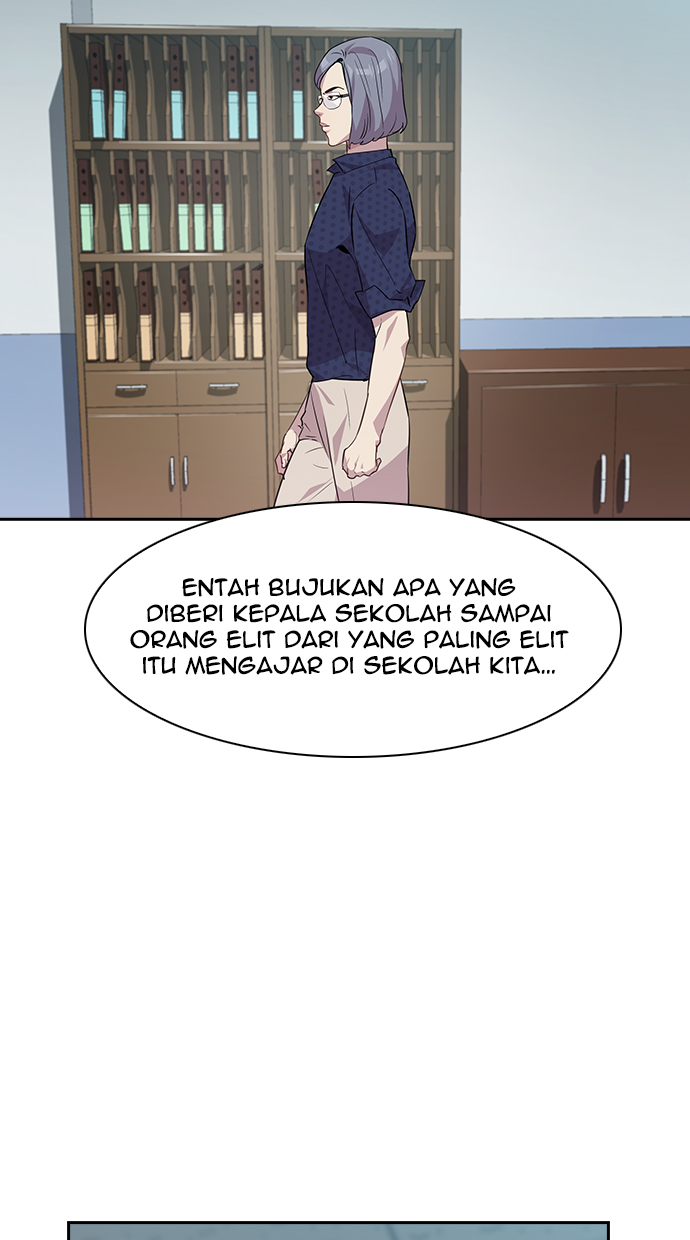 ENTAH BUJUKAN APA YANG
DIBERI KEPALA SEKOLAH SAMPAI
ORANG ELIT DARI YANG PALING ELIT
ITU MENGAJAR DI SEKOLAH KITA...